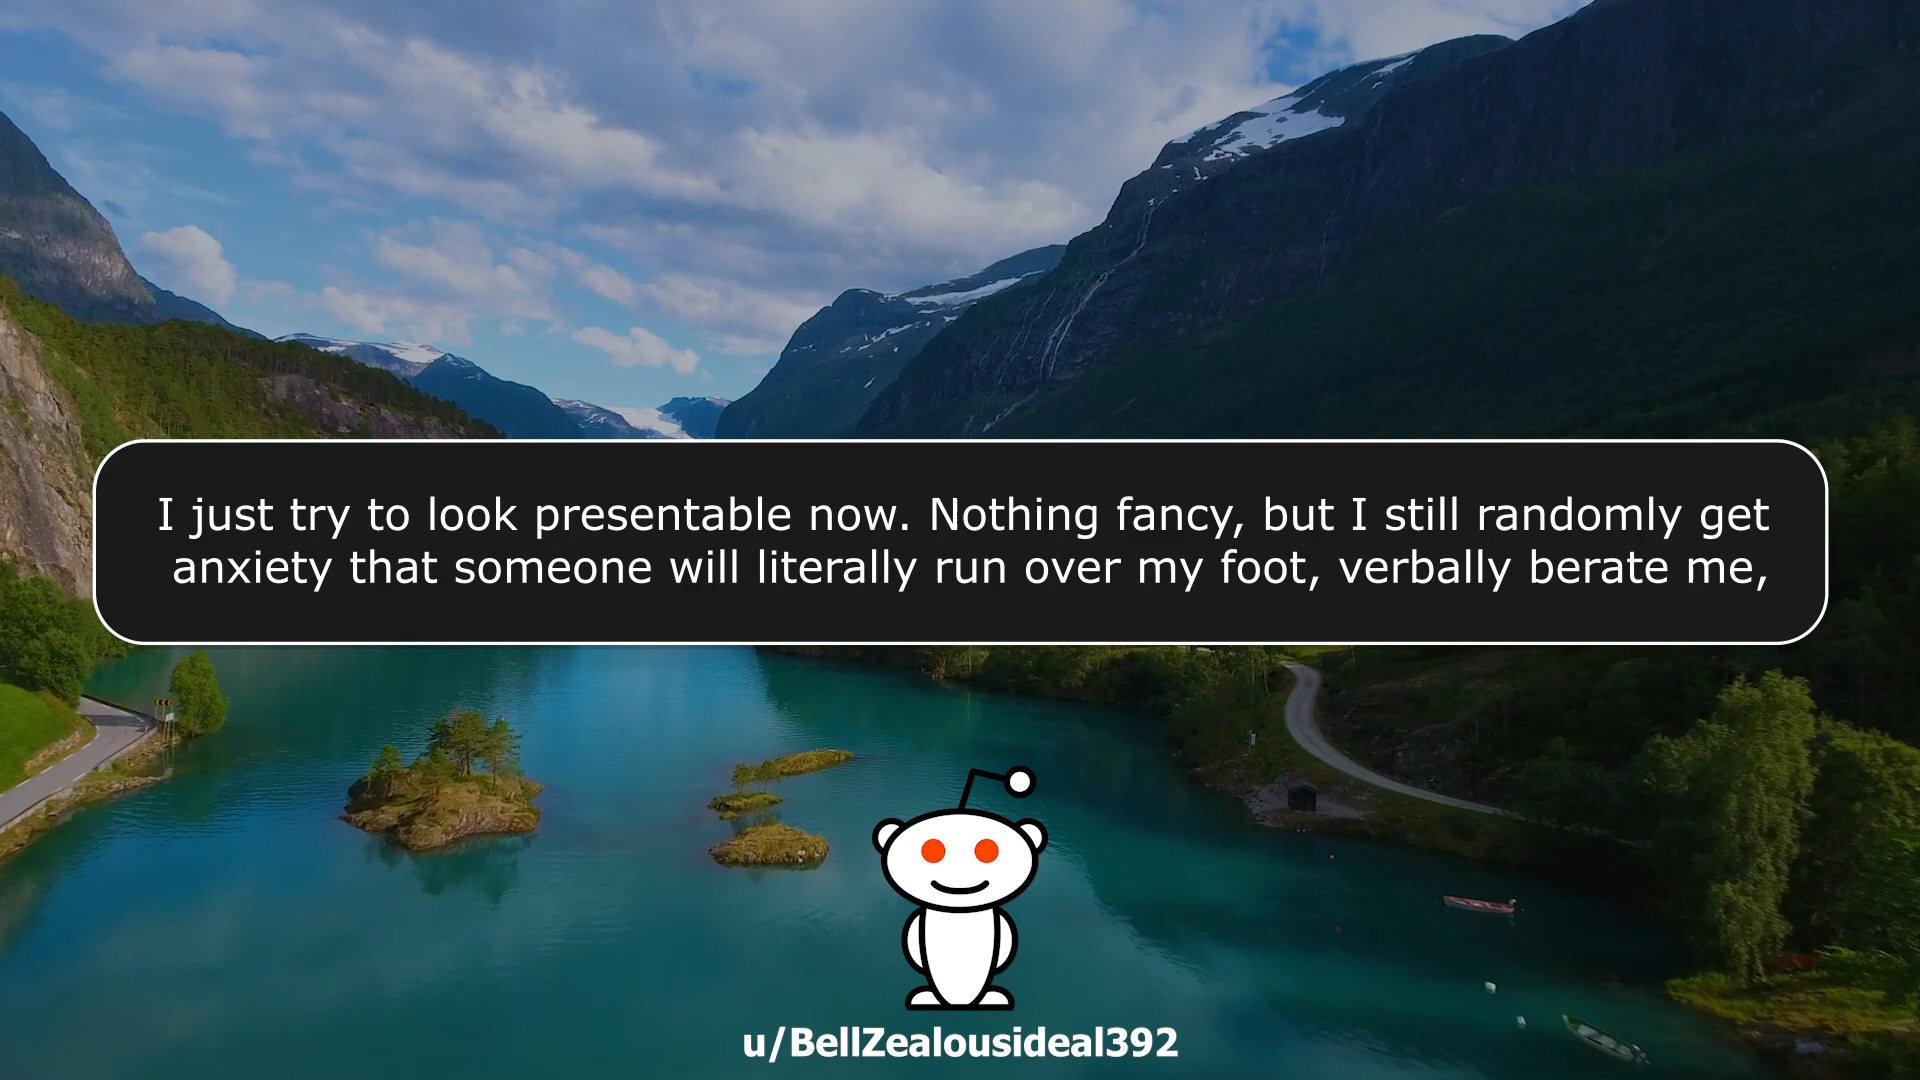 I just try to look presentable now. Nothing fancy, but I still randomly get
anxiety that someone will literally run over my foot, verbally berate me,
u/BellZealousideal392